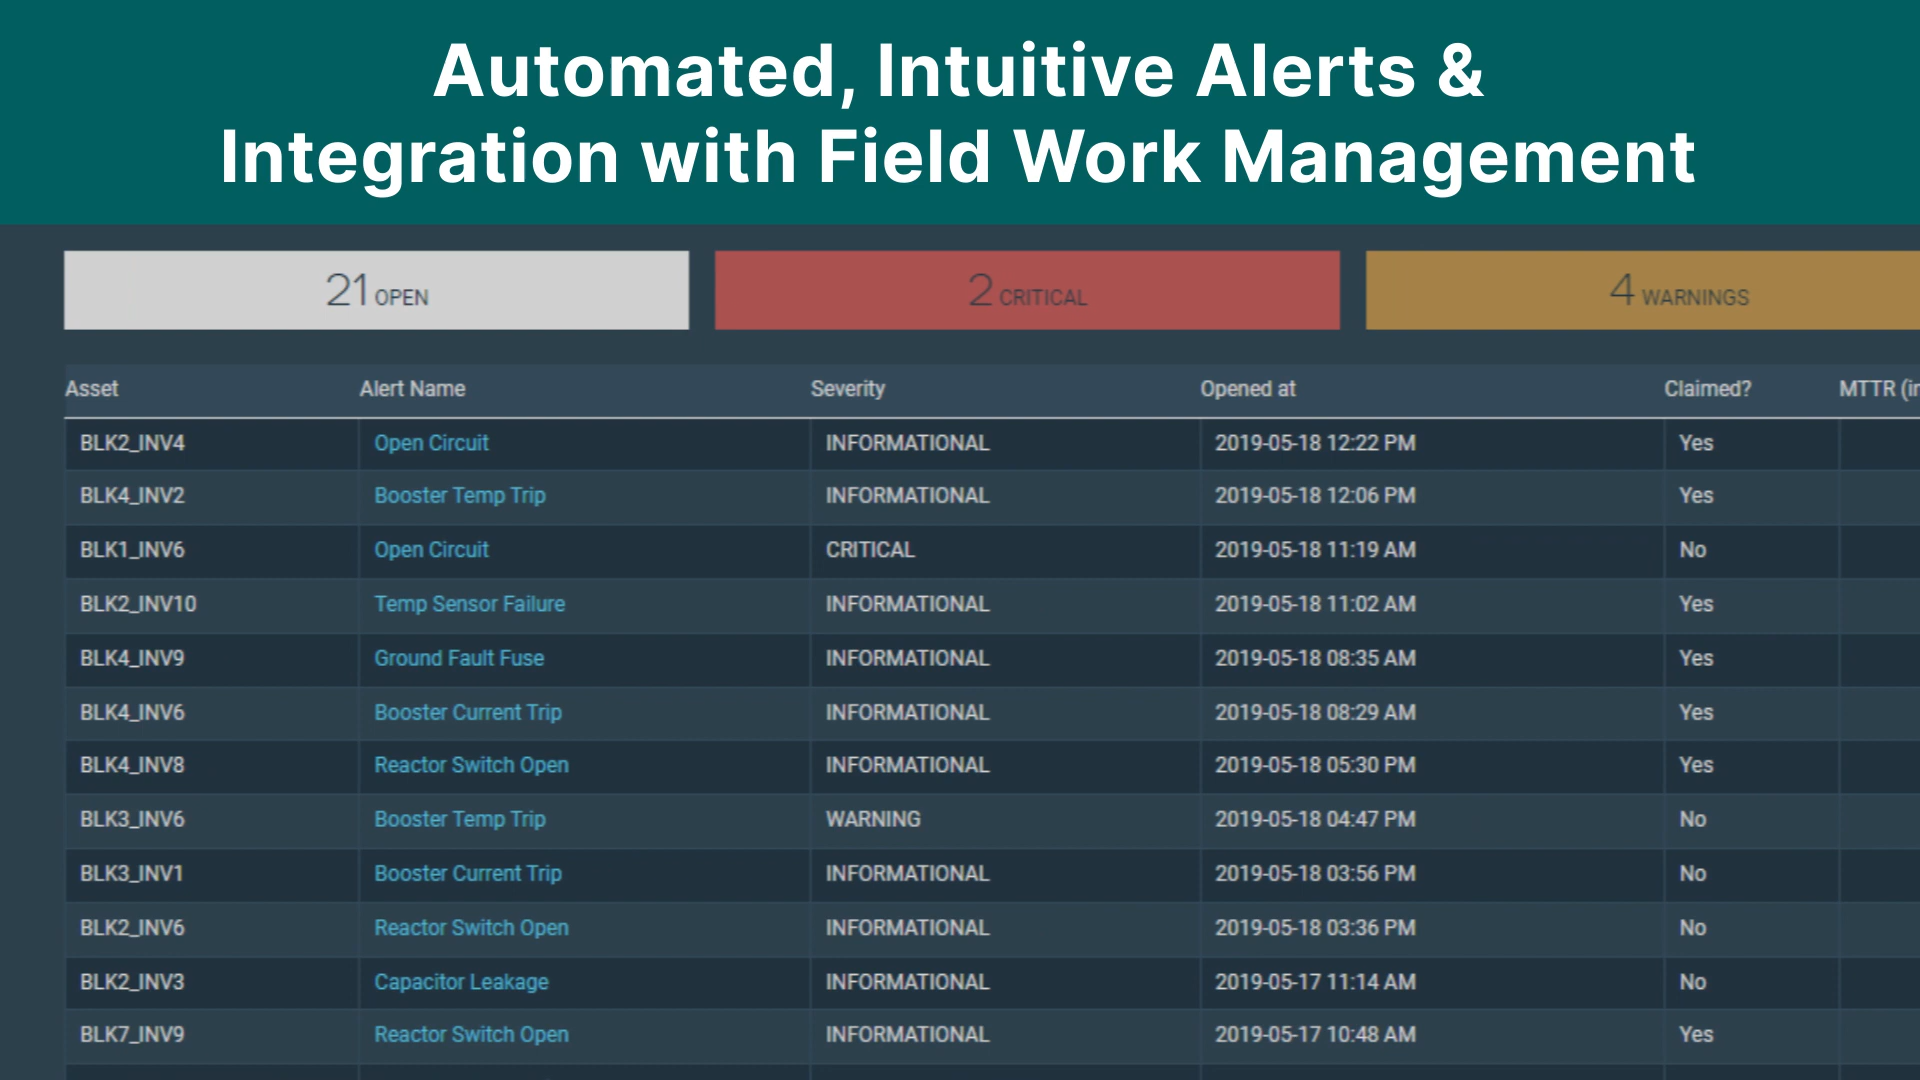 Automated, Intuitive Alerts &
Integration with Field Work Management
21 OPEN 2 CRITICAL 4 WARNINGS
Asset Alert Name Severity Opened at Claimed? MTTR
BLK2_INV4 Open Circuit INFORMATIONAL 2019-05-18 12:22 PM Yes
BLK4_INV2 Booster Temp Trip INFORMATIONAL 2019-05-18 12:06 PM Yes
BLK1_INV6 Open Circuit CRITICAL 2019-05-18 11:19 AM No
BLK2_INV10 Temp Sensor Failure INFORMATIONAL 2019-05-18 11:02 AM Yes
BLK4_INV9 Ground Fault Fuse INFORMATIONAL 2019-05-18 08:35 AM Yes
BLK4_INV6 Booster Current Trip INFORMATIONAL 2019-05-18 08:29 AM Yes
BLK4_INV8 Reactor Switch Open INFORMATIONAL 2019-05-18 05:30 PM Yes
BLK3_INV6 Booster Temp Trip WARNING 2019-05-18 04:47 PM No
BLK3_INV1 Booster Current Trip INFORMATIONAL 2019-05-18 03:56 PM No
BLK2_INV6 Reactor Switch Open INFORMATIONAL 2019-05-18 03:36 PM No
BLK2_INV3 Capacitor Leakage INFORMATIONAL 2019-05-17 11:14 AM No
BLK7_INV9 Reactor Switch Open INFORMATIONAL 2019-05-17 10:48 AM Yes